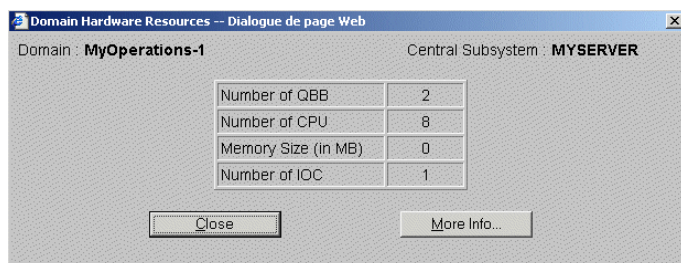 Domain Hardware Resources -- Dialogue de page Web
Domain : MyOperations-1 Central Subsystem : MYSERVER
Number of QBB 2
Number of CPU 8
Memory Size (in MB) 0
Number of IOC 1
Close More Info...